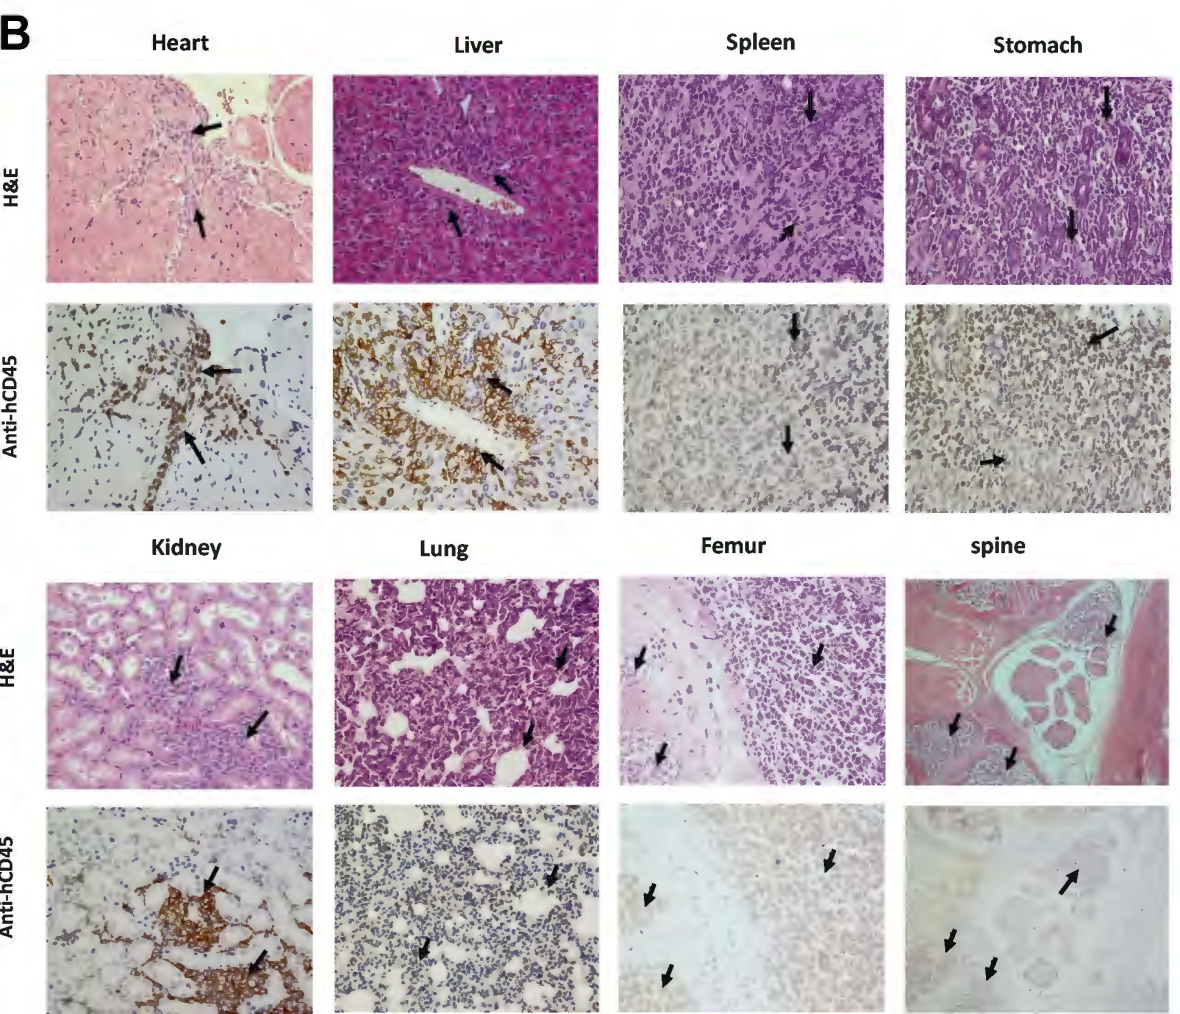 B
Heart Liver Spleen Stomach
H&E
Anti-hCD45
Kidney Lung Femur spine
H&E
Anti-hCD45